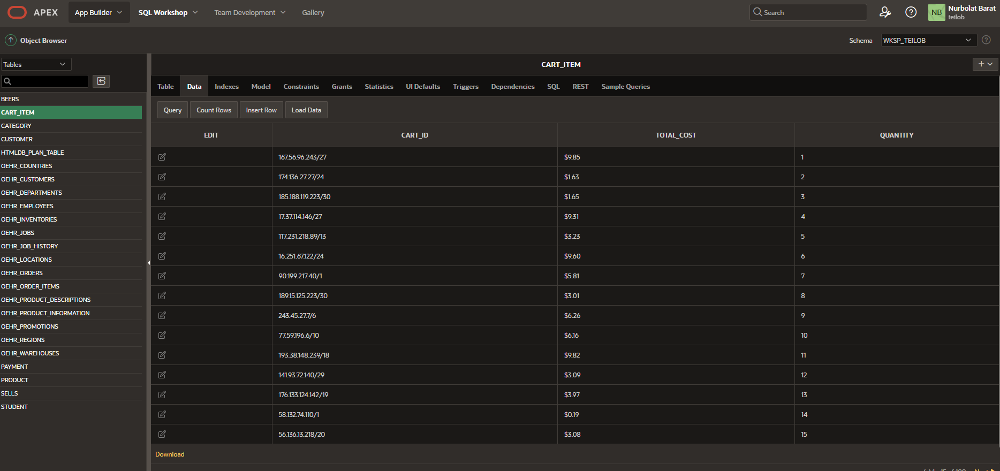 APEX App Builder SQL Workshop Team Development Gallery Search NB Nurbolat Barat
teilob
Object Browser Schema WKSP_TEILOB
Tables
BEERS
CART_ITEM
CATEGORY
CUSTOMER
HTMLDB_PLAN_TABLE
OEHR_COUNTRIES
OEHR_CUSTOMERS
OEHR_DEPARTMENTS
OEHR_EMPLOYEES
OEHR_INVENTORIES
OEHR_JOBS
OEHR_JOB_HISTORY
OEHR_LOCATIONS
OEHR_ORDERS
OEHR_ORDER_ITEMS
OEHR_PRODUCT_DESCRIPTIONS
OEHR_PRODUCT_INFORMATION
OEHR_PROMOTIONS
OEHR_REGIONS
OEHR_WAREHOUSES
PAYMENT
PRODUCT
SELLS
STUDENT
CART_ITEM
Table Data Indexes Model Constraints Grants Statistics UI Defaults Triggers Dependencies SQL REST Sample Queries
Query Count Rows Insert Row Load Data
EDIT CART_ID TOTAL_COST QUANTITY
167.56.96.243/27 $9.85 1
174.136.27.27/24 $1.63 2
185.188.119.223/30 $1.65 3
17.37.114.146/27 $9.31 4
117.231.218.89/13 $3.23 5
16.251.67.122/24 $9.60 6
90.199.217.40/1 $5.81 7
189.15.125.223/30 $3.01 8
243.45.27.7/6 $6.26 9
77.59.196.6/10 $6.16 10
193.38.148.239/18 $9.82 11
141.93.72.140/29 $3.09 12
176.133.124.142/19 $3.97 13
58.132.74.110/1 $0.19 14
56.136.13.218/20 $3.08 15
Download